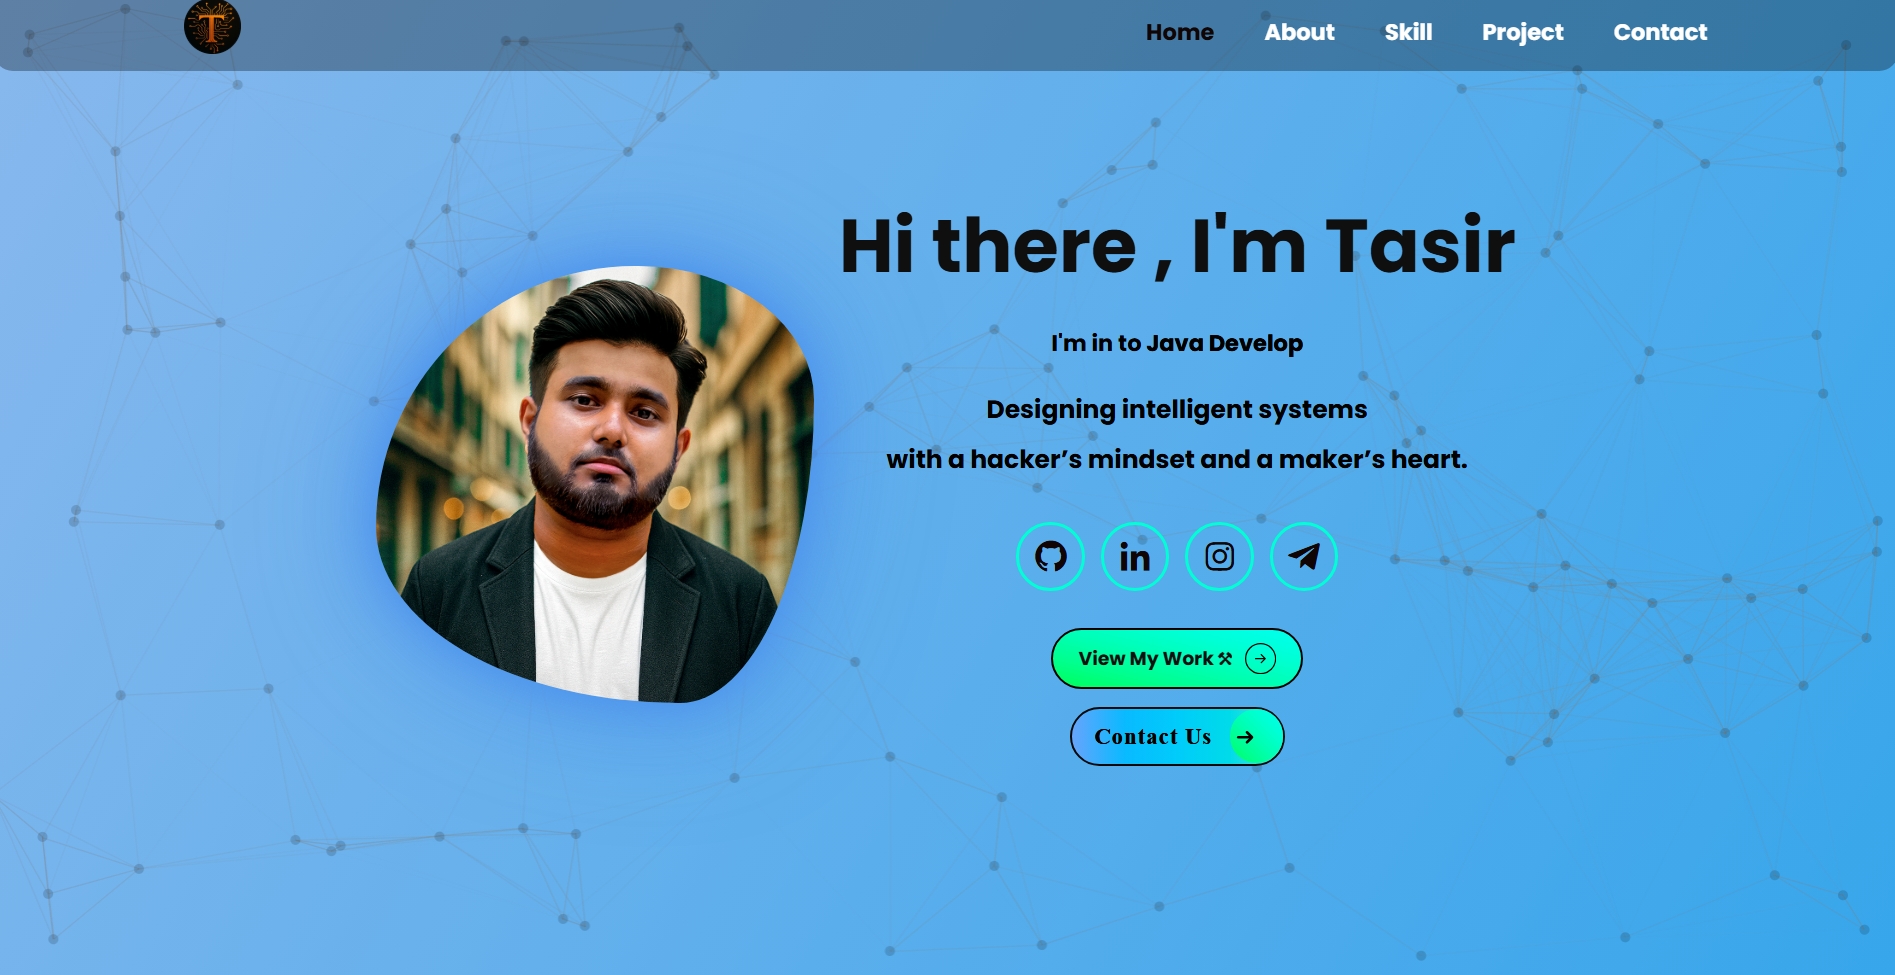 T
Home About Skill Project Contact
Hi there , I'm Tasir
I'm in to Java Develop
Designing intelligent systems
with a hacker’s mindset and a maker’s heart.
in
View My Work ⚒
Contact Us